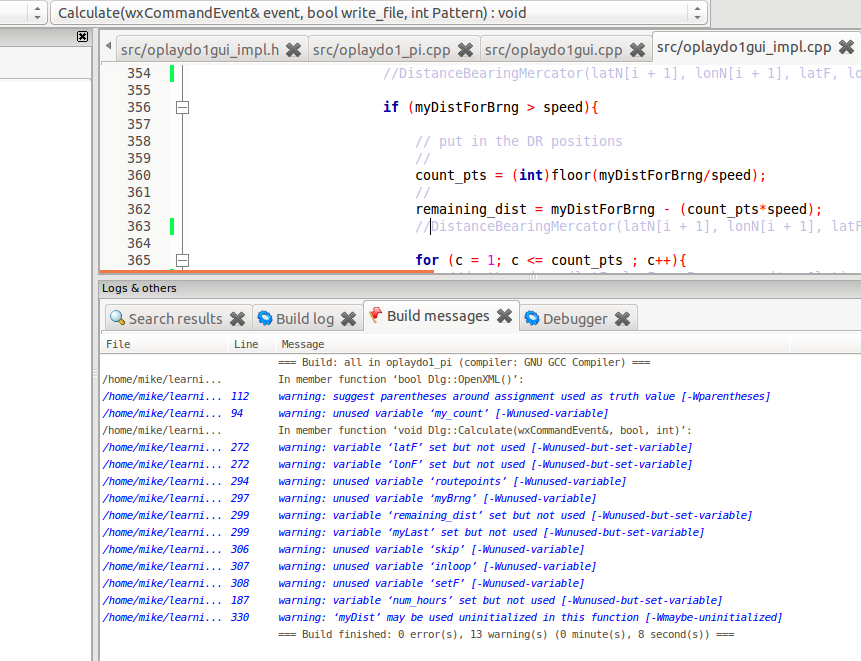 Calculate(wxCommandEvent& event, bool write_file, int Pattern) : void
src/oplaydo1gui_impl.h src/oplaydo1_pi.cpp src/oplaydo1gui.cpp src/oplaydo1gui_impl.cpp
354 //DistanceBearingMercator(latN[i + 1], lonN[i + 1], latF, lo
355
356 if (myDistForBrng > speed){
357
358 // put in the DR positions
359 //
360 count_pts = (int)floor(myDistForBrng/speed);
361 //
362 remaining_dist = myDistForBrng - (count_pts*speed);
363 //DistanceBearingMercator(latN[i + 1], lonN[i + 1], latF
364
365 for (c = 1; c <= count_pts ; c++){
Logs & others
Search results Build log Build messages Debugger
File Line Message
=== Build: all in oplaydo1_pi (compiler: GNU GCC Compiler) ===
/home/mike/learni... In member function ‘bool Dlg::OpenXML()’:
/home/mike/learni... 112 warning: suggest parentheses around assignment used as truth value [-Wparentheses]
/home/mike/learni... 94 warning: unused variable ‘my_count’ [-Wunused-variable]
/home/mike/learni... In member function ‘void Dlg::Calculate(wxCommandEvent&, bool, int)’:
/home/mike/learni... 272 warning: variable ‘latF’ set but not used [-Wunused-but-set-variable]
/home/mike/learni... 272 warning: variable ‘lonF’ set but not used [-Wunused-but-set-variable]
/home/mike/learni... 294 warning: unused variable ‘routepoints’ [-Wunused-variable]
/home/mike/learni... 297 warning: unused variable ‘myBrng’ [-Wunused-variable]
/home/mike/learni... 299 warning: variable ‘remaining_dist’ set but not used [-Wunused-but-set-variable]
/home/mike/learni... 299 warning: variable ‘myLast’ set but not used [-Wunused-but-set-variable]
/home/mike/learni... 306 warning: unused variable ‘skip’ [-Wunused-variable]
/home/mike/learni... 307 warning: unused variable ‘inloop’ [-Wunused-variable]
/home/mike/learni... 308 warning: unused variable ‘setF’ [-Wunused-variable]
/home/mike/learni... 187 warning: variable ‘num_hours’ set but not used [-Wunused-but-set-variable]
/home/mike/learni... 330 warning: ‘myDist’ may be used uninitialized in this function [-Wmaybe-uninitialized]
=== Build finished: 0 error(s), 13 warning(s) (0 minute(s), 8 second(s)) ===